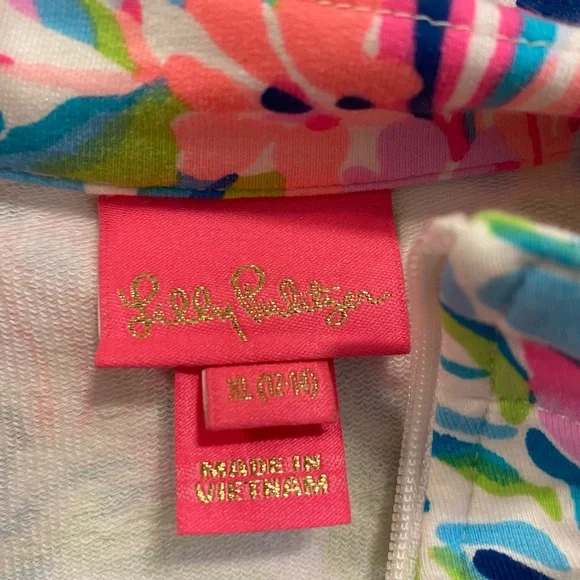 Lilly Pulitzer
XL (12-14)
MADE IN
VIETNAM